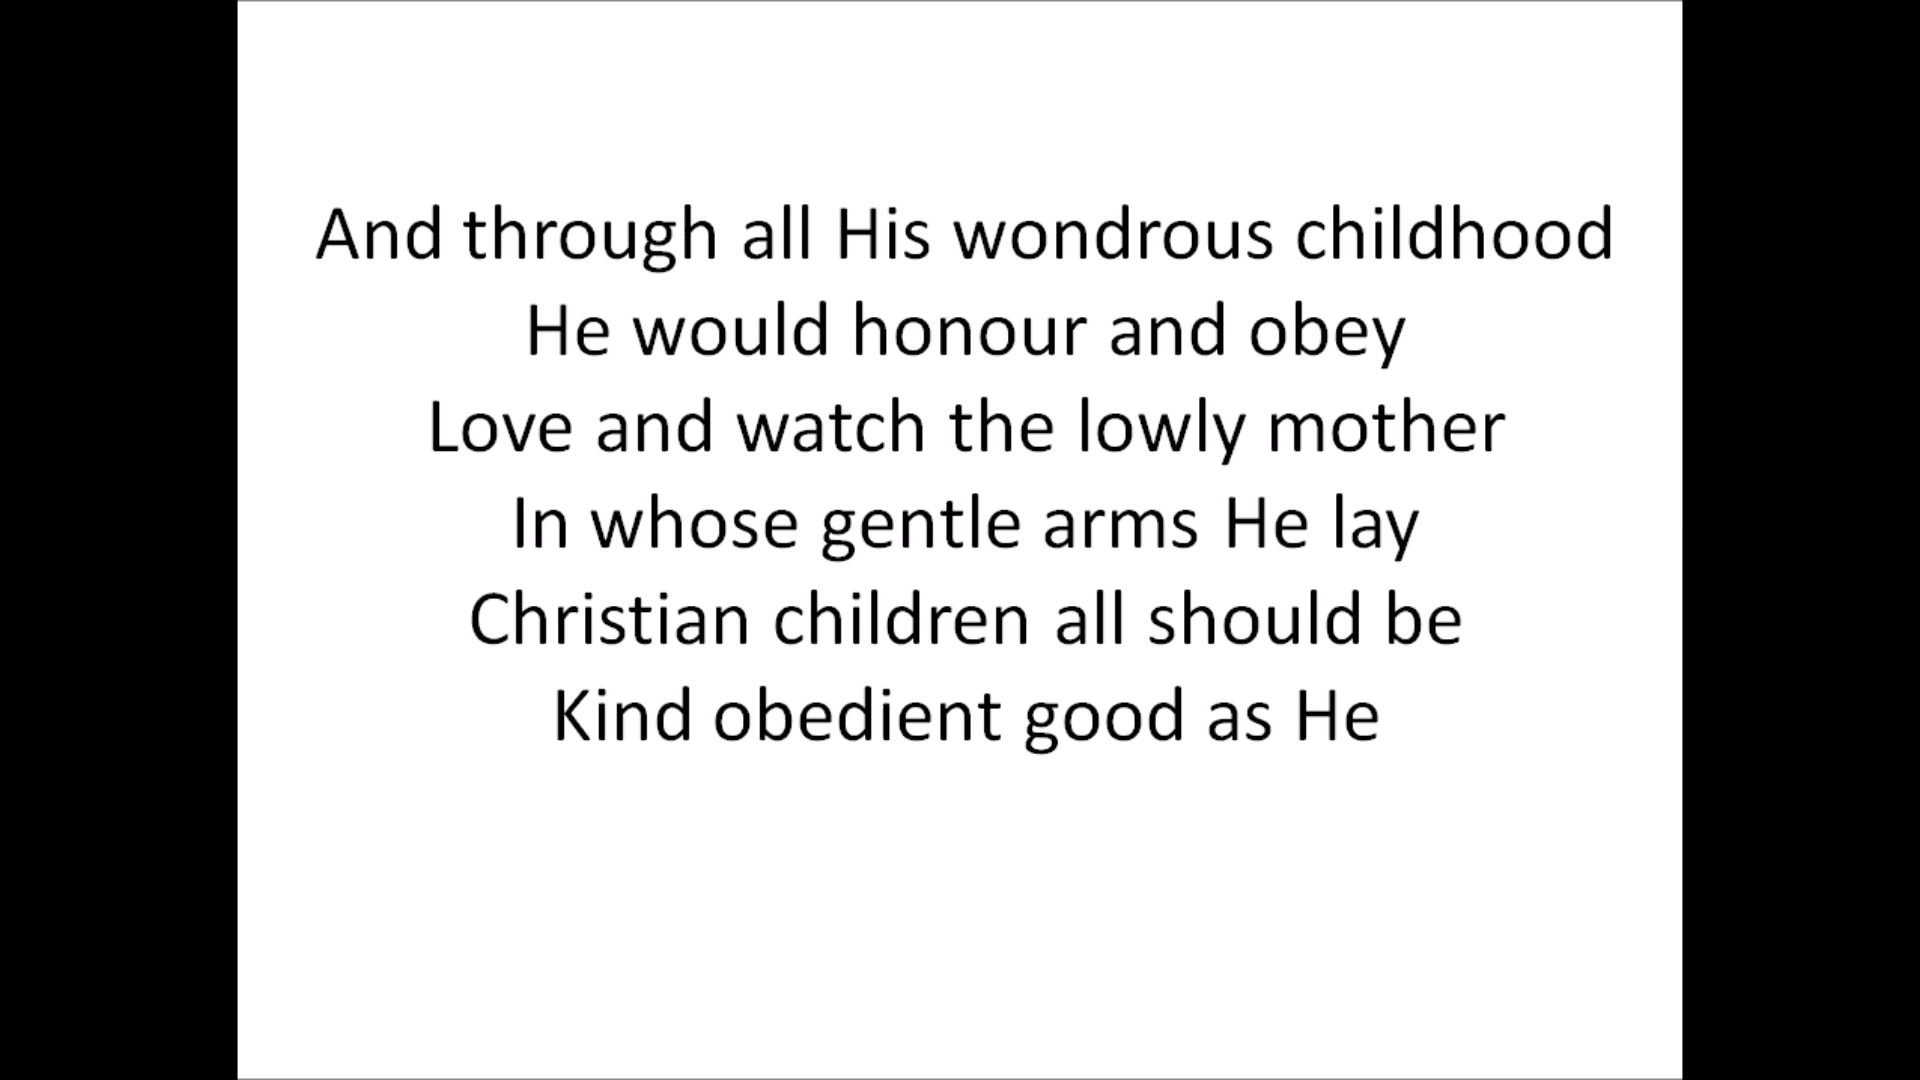 And through all His wondrous childhood
He would honour and obey
Love and watch the lowly mother
In whose gentle arms He lay
Christian children all should be
Kind obedient good as He